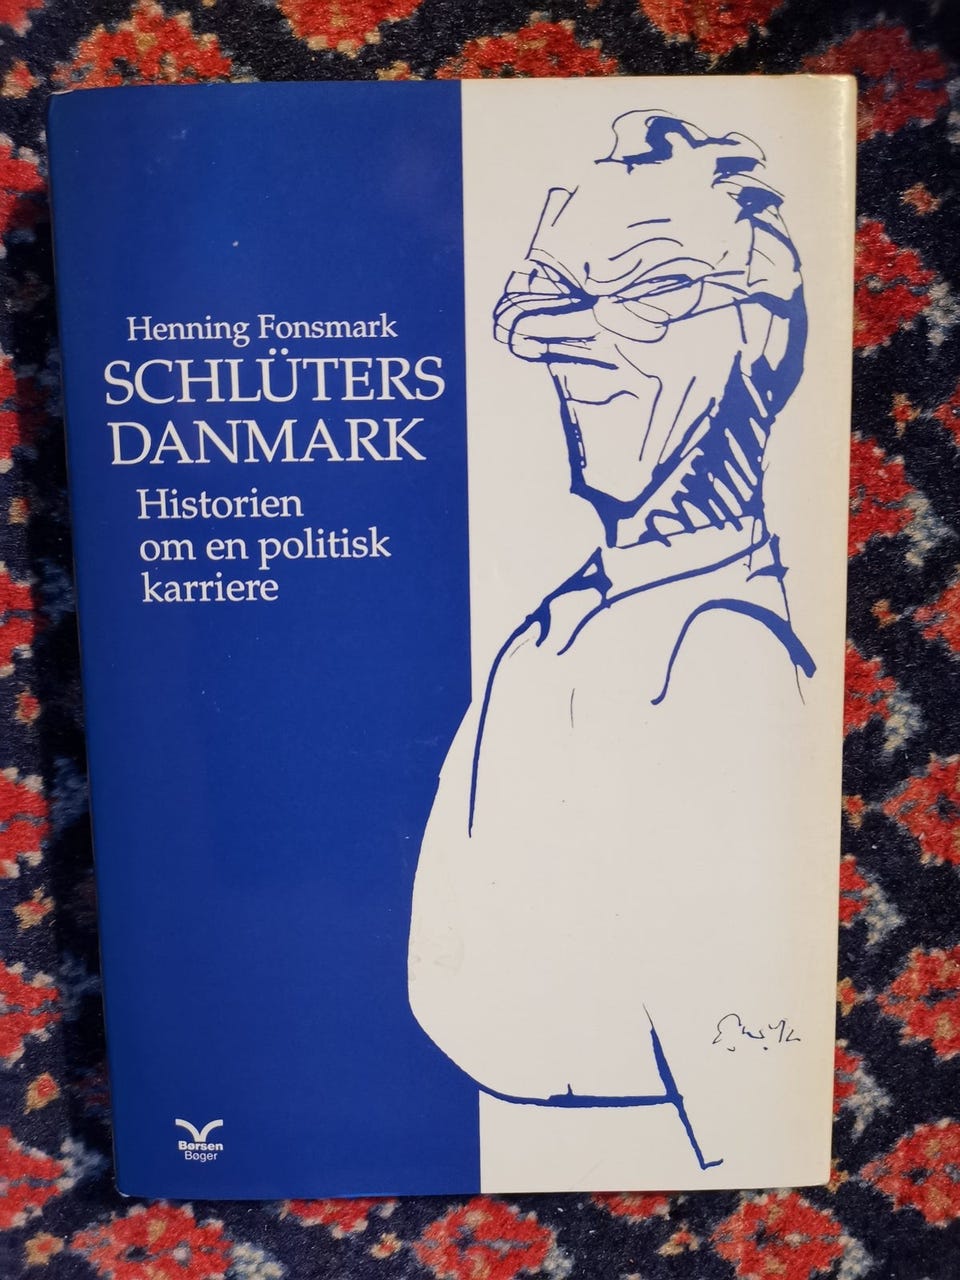 Henning Fonsmark
SCHLÜTERS
DANMARK
Historien
om en politisk
karriere
Børsen
Bøger